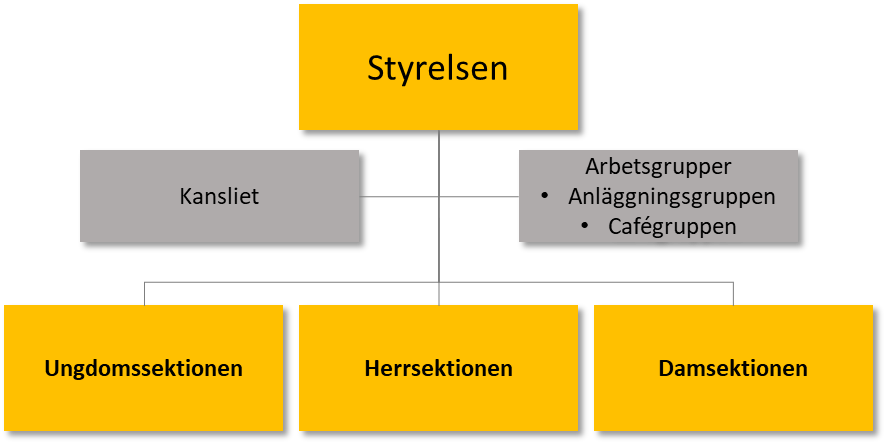 Styrelsen
Kansliet
Arbetsgrupper
• Anläggningsgruppen
• Cafégruppen
Ungdomssektionen
Herrsektionen
Damsektionen